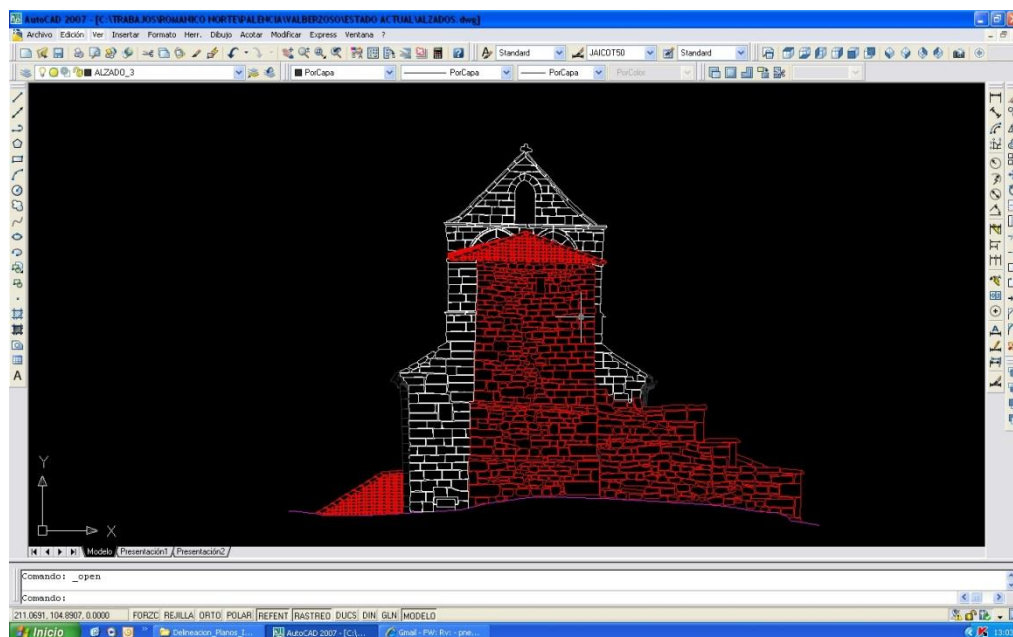 AutoCAD 2007 - [C:\TRABAJOS\ROMANICO NORTE\PALENCIA\VALBERZOSO\ESTADO ACTUAL\ALZADOS.dwg]
Archivo Edición Ver Insertar Formato Herr. Dibujo Acotar Modificar Express Ventana ?
Standard JAICOT50 Standard
ALZADO_3 PorCapa PorCapa PorCapa PorColor
A
Y
X
Modelo Presentación1 Presentación2
Comando: _open
Comando:
211.0691, 104.8907, 0.0000 FORZC REJILLA ORTO POLAR REFENT RASTREO DUCS DIN GLN MODELO
Inicio Delineacion_Planos_I... AutoCAD 2007 - [C:\... Gmail - FW: Rv: - pne... 13:03